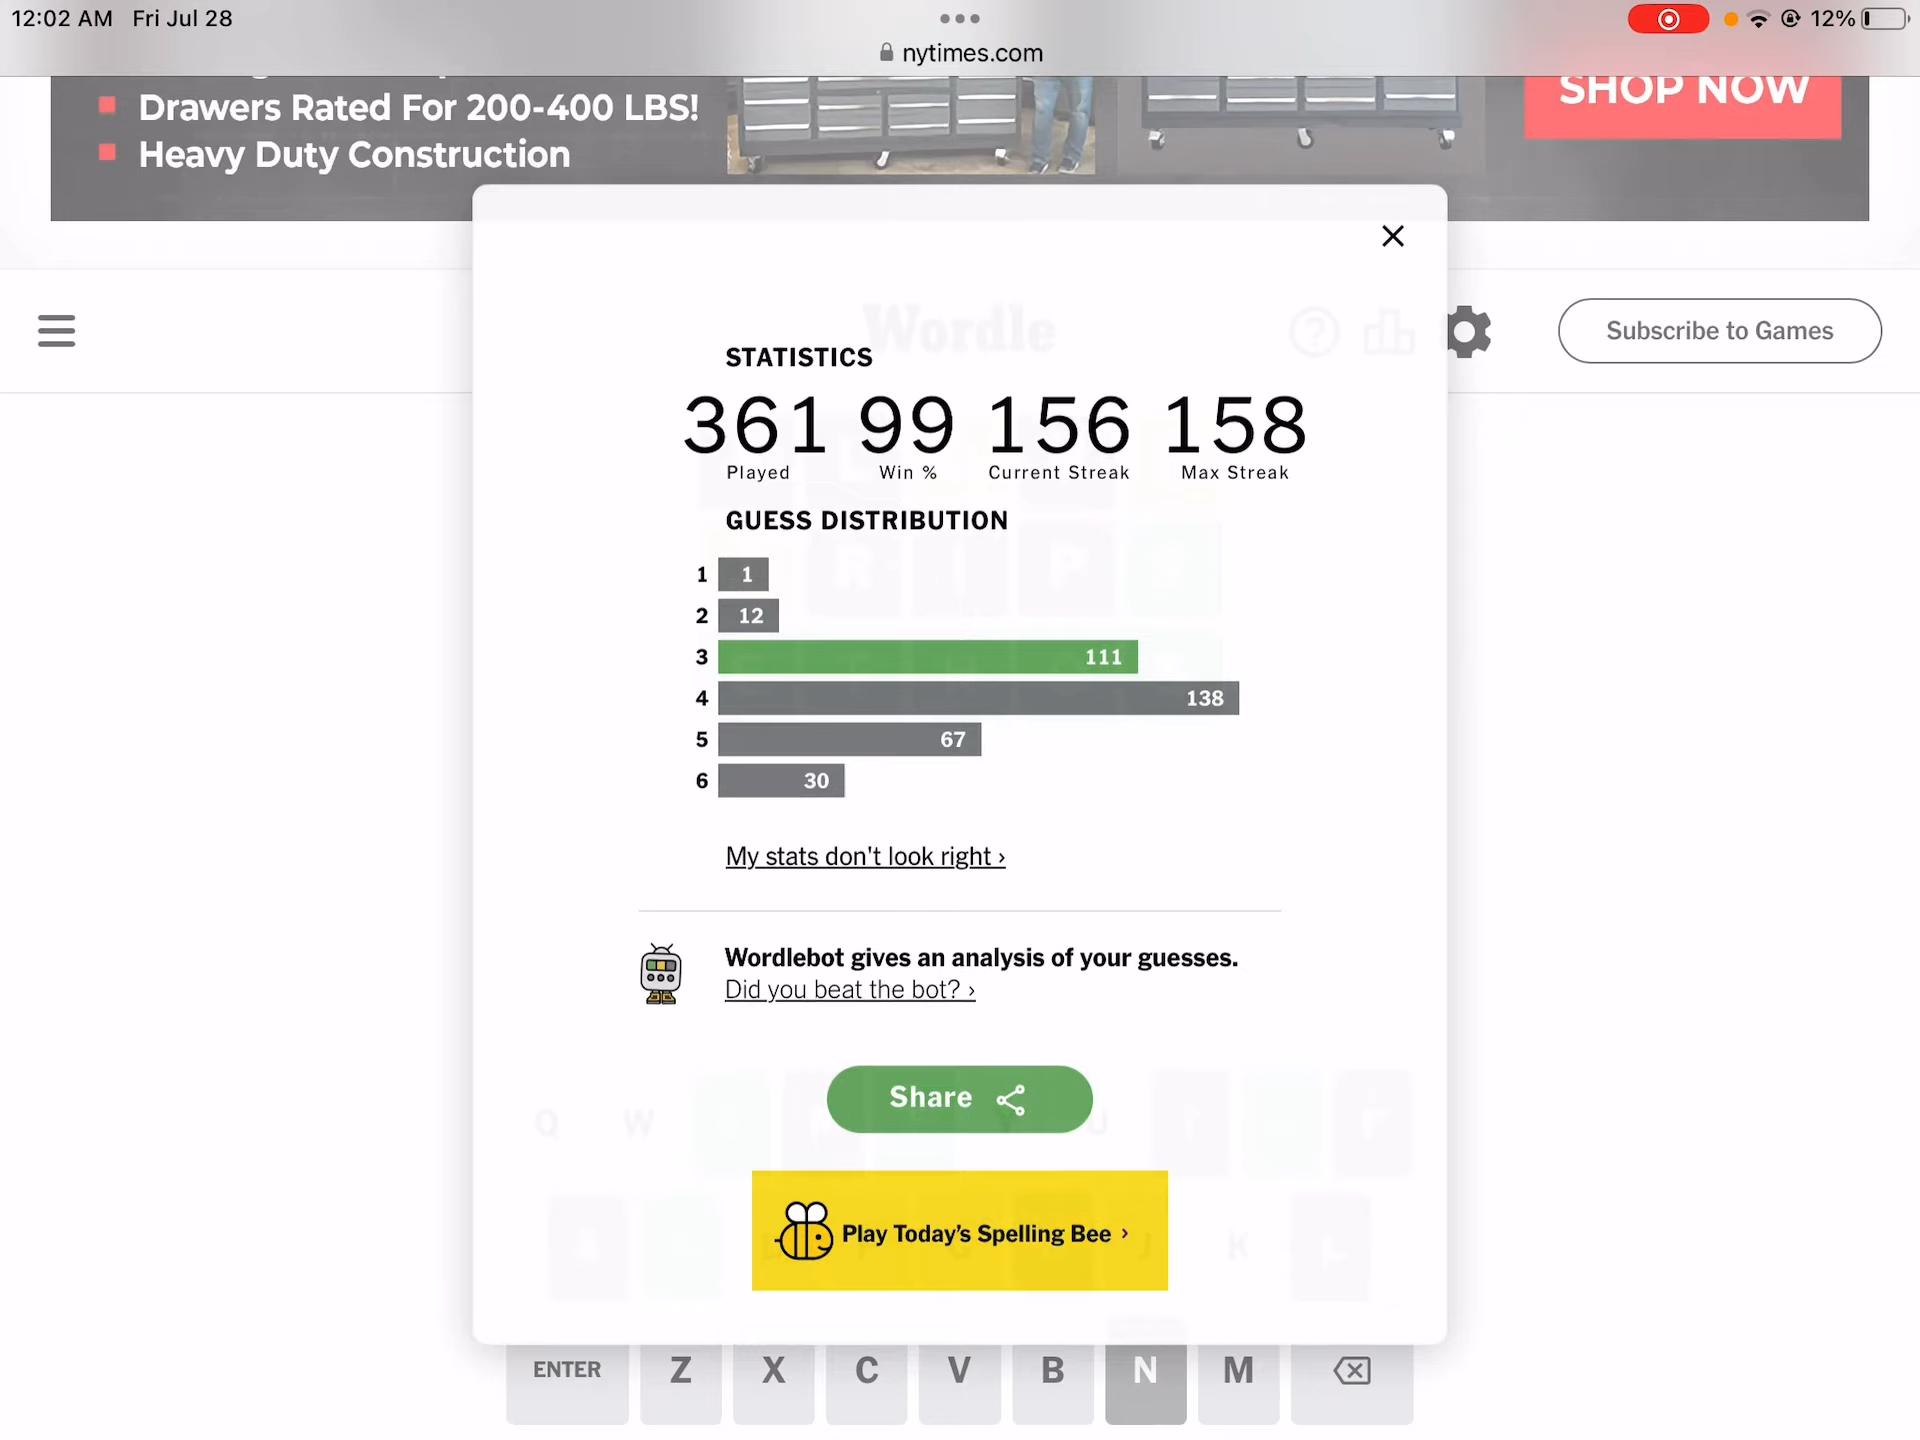 12:02 AM Fri Jul 28
12%
nytimes.com
Drawers Rated For 200-400 LBS!
Heavy Duty Construction
SHOP NOW
Wordle
Subscribe to Games
STATISTICS
361 99 156 158
Played Win % Current Streak Max Streak
GUESS DISTRIBUTION
1 1
2 12
3 111
4 138
5 67
6 30
My stats don't look right ›
Wordlebot gives an analysis of your guesses.
Did you beat the bot? ›
Share
Q W U
Play Today's Spelling Bee ›
J K L
ENTER Z X C V B N M